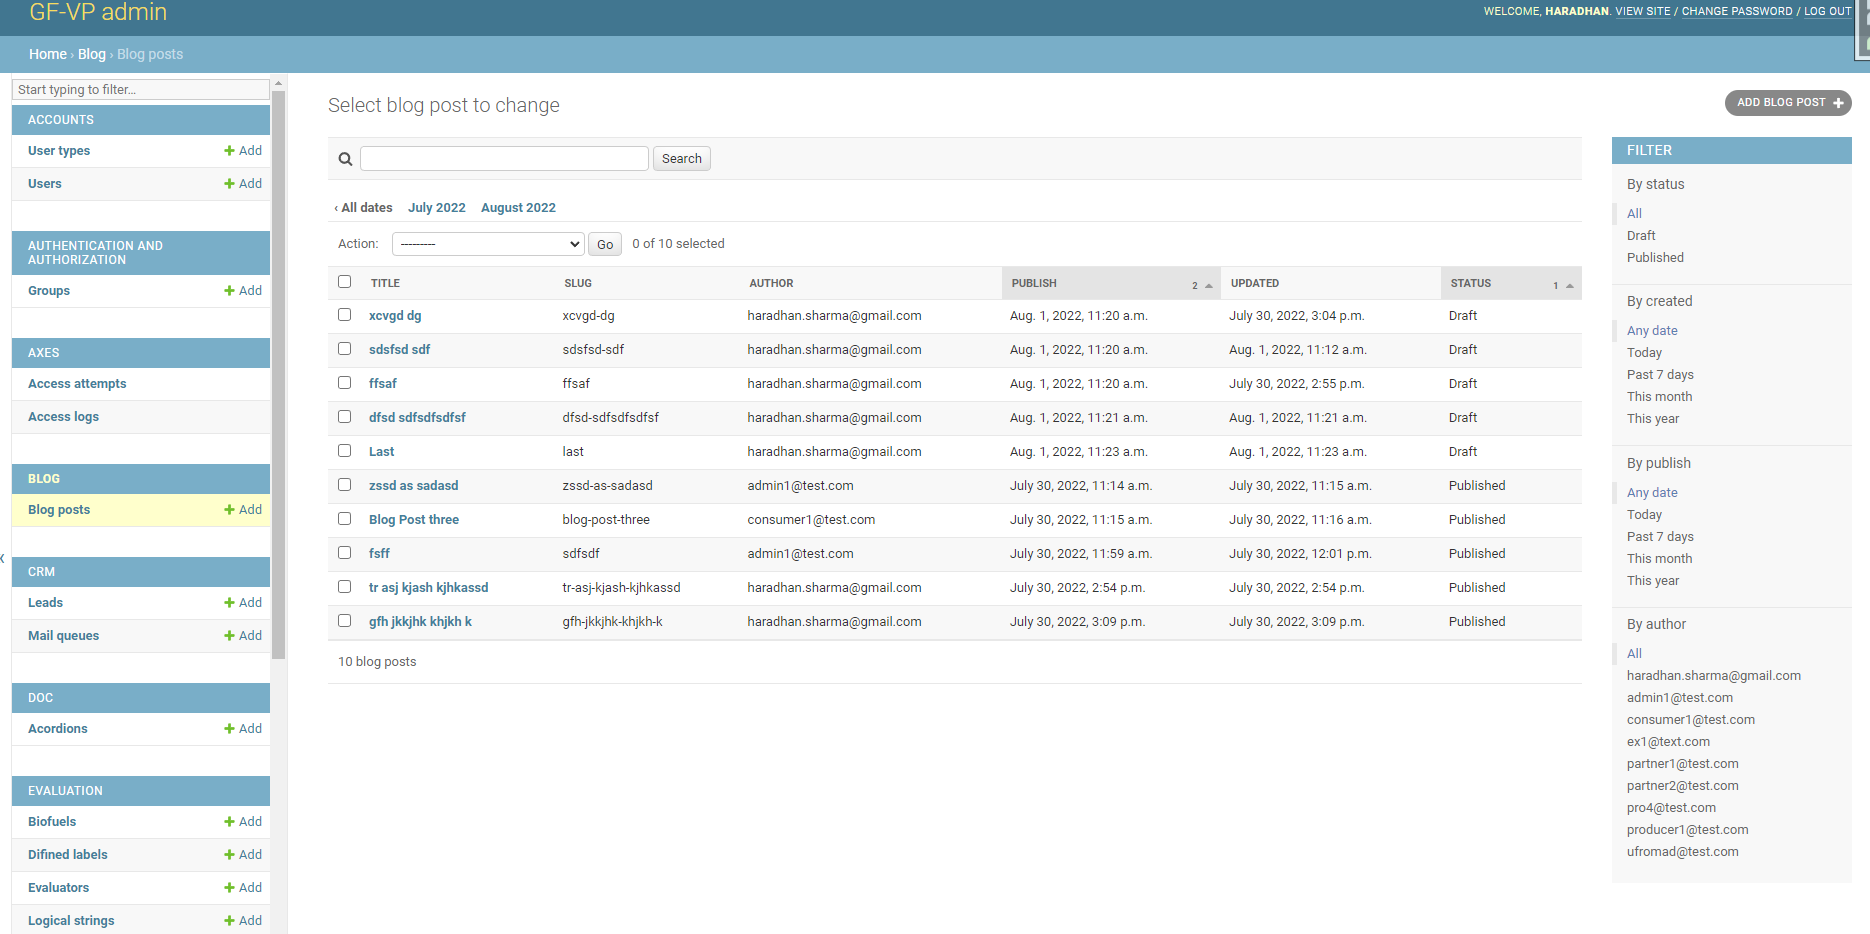 GF-VP admin
WELCOME, HARADHAN. VIEW SITE / CHANGE PASSWORD / LOG OUT
Home › Blog › Blog posts
Start typing to filter...
ACCOUNTS
User types + Add
Users + Add
AUTHENTICATION AND
AUTHORIZATION
Groups + Add
AXES
Access attempts
Access logs
BLOG
Blog posts + Add
CRM
Leads + Add
Mail queues + Add
DOC
Acordions + Add
EVALUATION
Biofuels + Add
Difined labels + Add
Evaluators + Add
Logical strings + Add
Select blog post to change
ADD BLOG POST +
Search
‹ All dates July 2022 August 2022
Action: --------- Go 0 of 10 selected
TITLE SLUG AUTHOR PUBLISH 2 UPDATED STATUS 1
xcvgd dg xcvgd-dg haradhan.sharma@gmail.com Aug. 1, 2022, 11:20 a.m. July 30, 2022, 3:04 p.m. Draft
sdsfsd sdf sdsfsd-sdf haradhan.sharma@gmail.com Aug. 1, 2022, 11:20 a.m. Aug. 1, 2022, 11:12 a.m. Draft
ffsaf ffsaf haradhan.sharma@gmail.com Aug. 1, 2022, 11:20 a.m. July 30, 2022, 2:55 p.m. Draft
dfsd sdfsdfsdfsf dfsd-sdfsdfsdfsf haradhan.sharma@gmail.com Aug. 1, 2022, 11:21 a.m. Aug. 1, 2022, 11:21 a.m. Draft
Last last haradhan.sharma@gmail.com Aug. 1, 2022, 11:23 a.m. Aug. 1, 2022, 11:23 a.m. Draft
zssd as sadasd zssd-as-sadasd admin1@test.com July 30, 2022, 11:14 a.m. July 30, 2022, 11:15 a.m. Published
Blog Post three blog-post-three consumer1@test.com July 30, 2022, 11:15 a.m. July 30, 2022, 11:16 a.m. Published
fsff sdfsdf admin1@test.com July 30, 2022, 11:59 a.m. July 30, 2022, 12:01 p.m. Published
tr asj kjash kjhkassd tr-asj-kjash-kjhkassd haradhan.sharma@gmail.com July 30, 2022, 2:54 p.m. July 30, 2022, 2:54 p.m. Published
gfh jkkjhk khjkh k gfh-jkkjhk-khjkh-k haradhan.sharma@gmail.com July 30, 2022, 3:09 p.m. July 30, 2022, 3:09 p.m. Published
10 blog posts
FILTER
By status
All
Draft
Published
By created
Any date
Today
Past 7 days
This month
This year
By publish
Any date
Today
Past 7 days
This month
This year
By author
All
haradhan.sharma@gmail.com
admin1@test.com
consumer1@test.com
ex1@text.com
partner1@test.com
partner2@test.com
pro4@test.com
producer1@test.com
ufromad@test.com